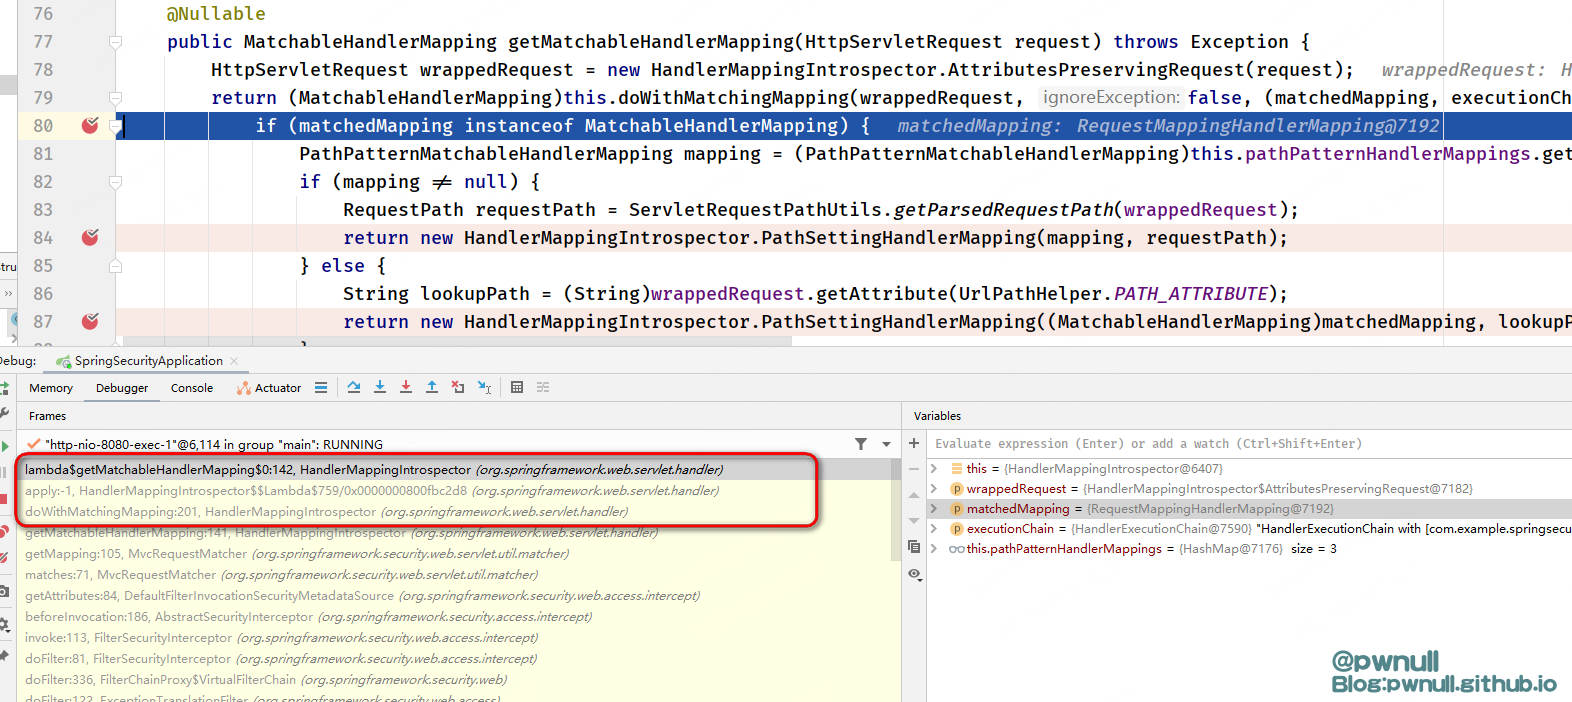 76 @Nullable
77 public MatchableHandlerMapping getMatchableHandlerMapping(HttpServletRequest request) throws Exception {
78 HttpServletRequest wrappedRequest = new HandlerMappingIntrospector.AttributesPreservingRequest(request); wrappedRequest: H
79 return (MatchableHandlerMapping)this.doWithMatchingMapping(wrappedRequest, ignoreException: false, (matchedMapping, executionCh
80 if (matchedMapping instanceof MatchableHandlerMapping) { matchedMapping: RequestMappingHandlerMapping@7192
81 PathPatternMatchableHandlerMapping mapping = (PathPatternMatchableHandlerMapping)this.pathPatternHandlerMappings.get
82 if (mapping ≠ null) {
83 RequestPath requestPath = ServletRequestPathUtils.getParsedRequestPath(wrappedRequest);
84 return new HandlerMappingIntrospector.PathSettingHandlerMapping(mapping, requestPath);
85 } else {
86 String lookupPath = (String)wrappedRequest.getAttribute(UrlPathHelper.PATH_ATTRIBUTE);
87 return new HandlerMappingIntrospector.PathSettingHandlerMapping((MatchableHandlerMapping)matchedMapping, lookupP
Stru
Debug: SpringSecurityApplication
Memory Debugger Console Actuator
Frames
"http-nio-8080-exec-1"@6,114 in group "main": RUNNING
lambda$getMatchableHandlerMapping$0:142, HandlerMappingIntrospector (org.springframework.web.servlet.handler)
apply:-1, HandlerMappingIntrospector$$Lambda$759/0x0000000800fbc2d8 (org.springframework.web.servlet.handler)
doWithMatchingMapping:201, HandlerMappingIntrospector (org.springframework.web.servlet.handler)
getMatchableHandlerMapping:141, HandlerMappingIntrospector (org.springframework.web.servlet.handler)
getMapping:105, MvcRequestMatcher (org.springframework.security.web.servlet.util.matcher)
matches:71, MvcRequestMatcher (org.springframework.security.web.servlet.util.matcher)
getAttributes:84, DefaultFilterInvocationSecurityMetadataSource (org.springframework.security.web.access.intercept)
beforeInvocation:186, AbstractSecurityInterceptor (org.springframework.security.access.intercept)
invoke:113, FilterSecurityInterceptor (org.springframework.security.web.access.intercept)
doFilter:81, FilterSecurityInterceptor (org.springframework.security.web.access.intercept)
doFilter:336, FilterChainProxy$VirtualFilterChain (org.springframework.security.web)
doFilter:122, ExceptionTranslationFilter (org.springframework.security.web.access)
Variables
Evaluate expression (Enter) or add a watch (Ctrl+Shift+Enter)
this = {HandlerMappingIntrospector@6407}
wrappedRequest = {HandlerMappingIntrospector$AttributesPreservingRequest@7182}
matchedMapping = {RequestMappingHandlerMapping@7192}
executionChain = {HandlerExecutionChain@7590} "HandlerExecutionChain with [com.example.springsecu
this.pathPatternHandlerMappings = {HashMap@7176} size = 3
@pwnull
Blog:pwnull.github.io